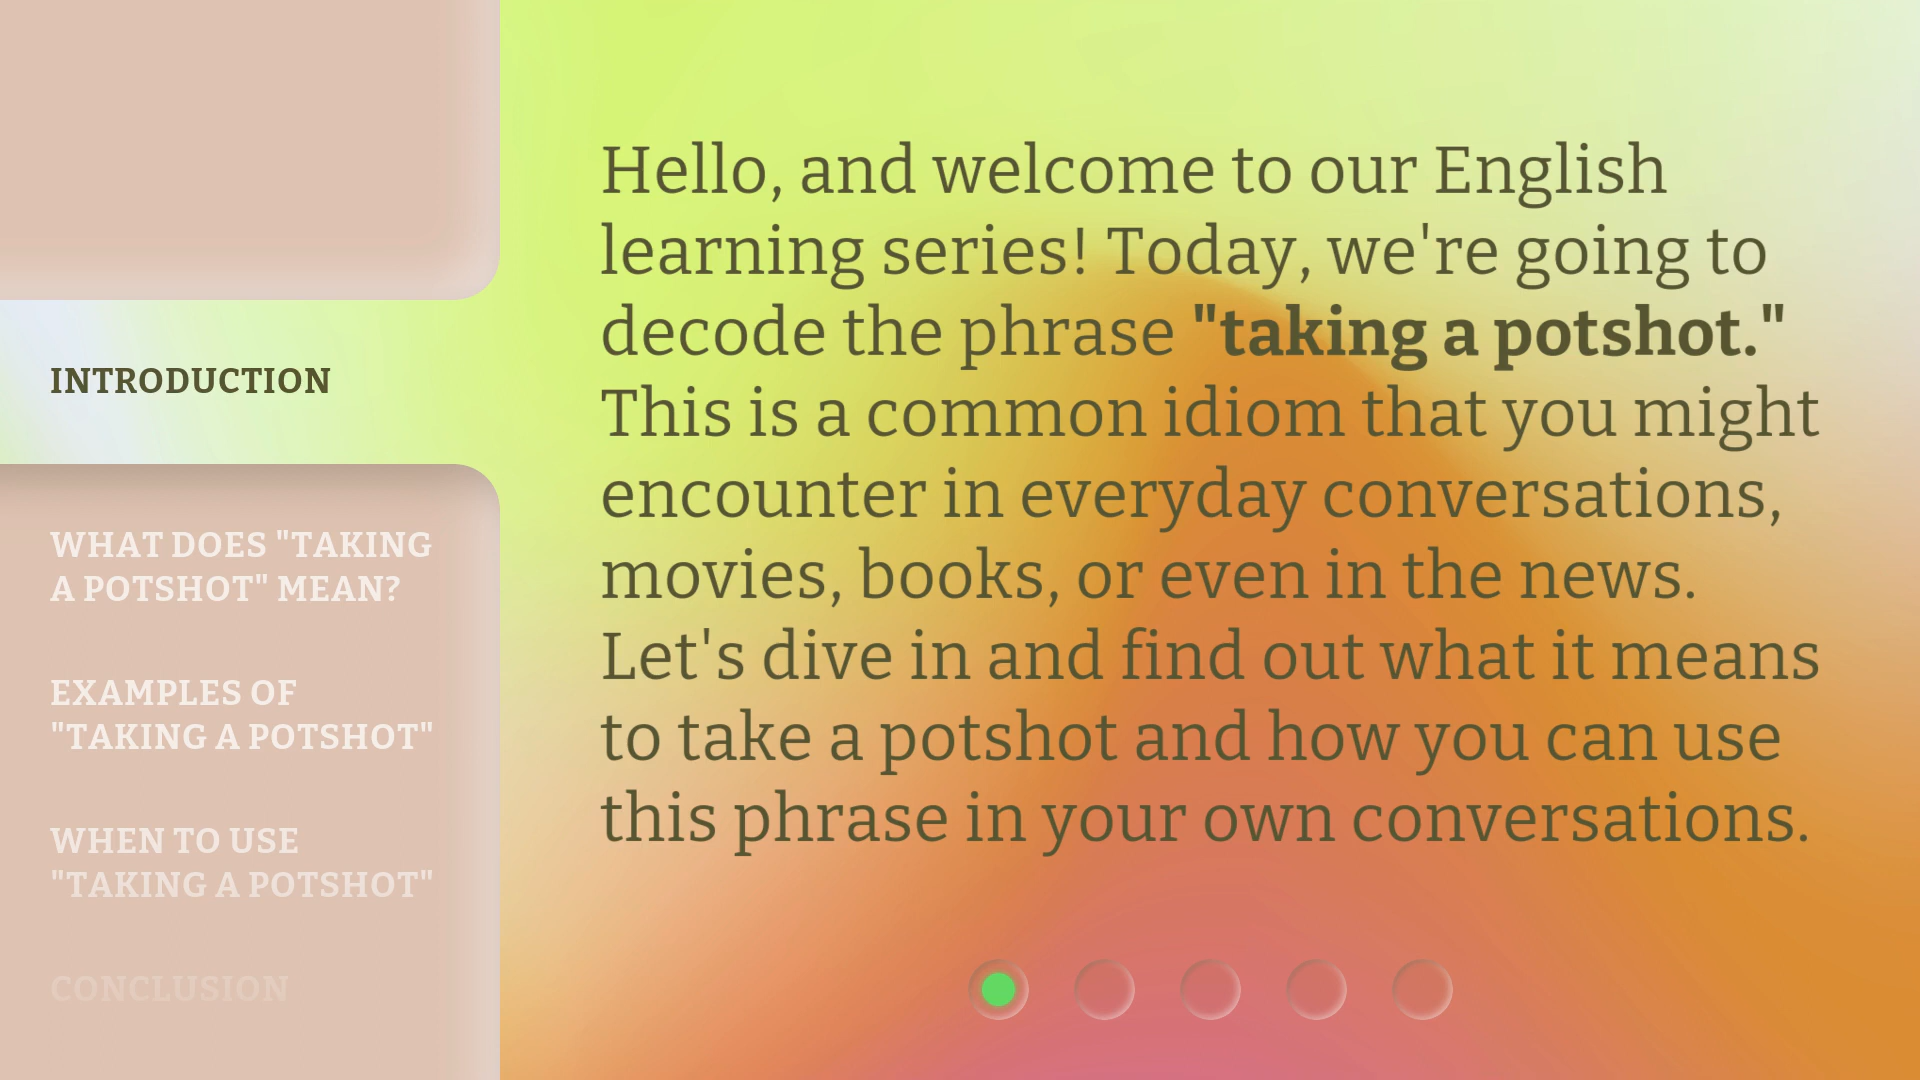 INTRODUCTION
WHAT DOES "TAKING
A POTSHOT" MEAN?
EXAMPLES OF
"TAKING A POTSHOT"
WHEN TO USE
"TAKING A POTSHOT"
CONCLUSION
Hello, and welcome to our English
learning series! Today, we're going to
decode the phrase "taking a potshot."
This is a common idiom that you might
encounter in everyday conversations,
movies, books, or even in the news.
Let's dive in and find out what it means
to take a potshot and how you can use
this phrase in your own conversations.